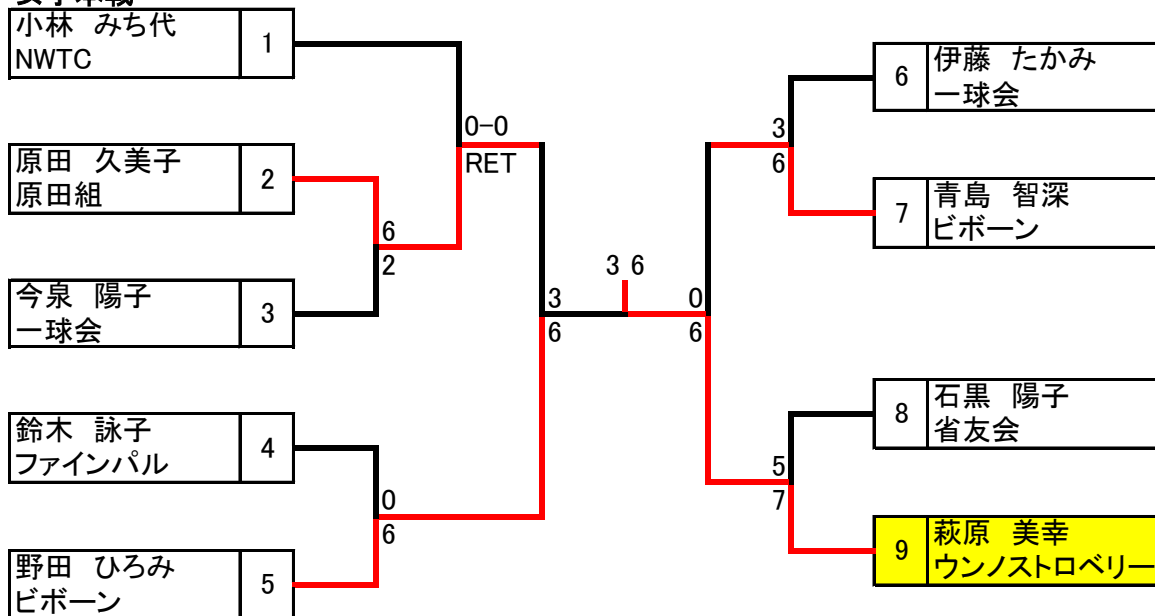 小林 みち代
NWTC
1
原田 久美子
原田組
2
今泉 陽子
一球会
3
鈴木 詠子
ファインパル
4
野田 ひろみ
ビボーン
5
0-0
RET
6
2
0
6
3
6
3 6
0
6
3
6
5
7
6
伊藤 たかみ
一球会
7
青島 智深
ビボーン
8
石黒 陽子
省友会
9
萩原 美幸
ウンノストロベリー